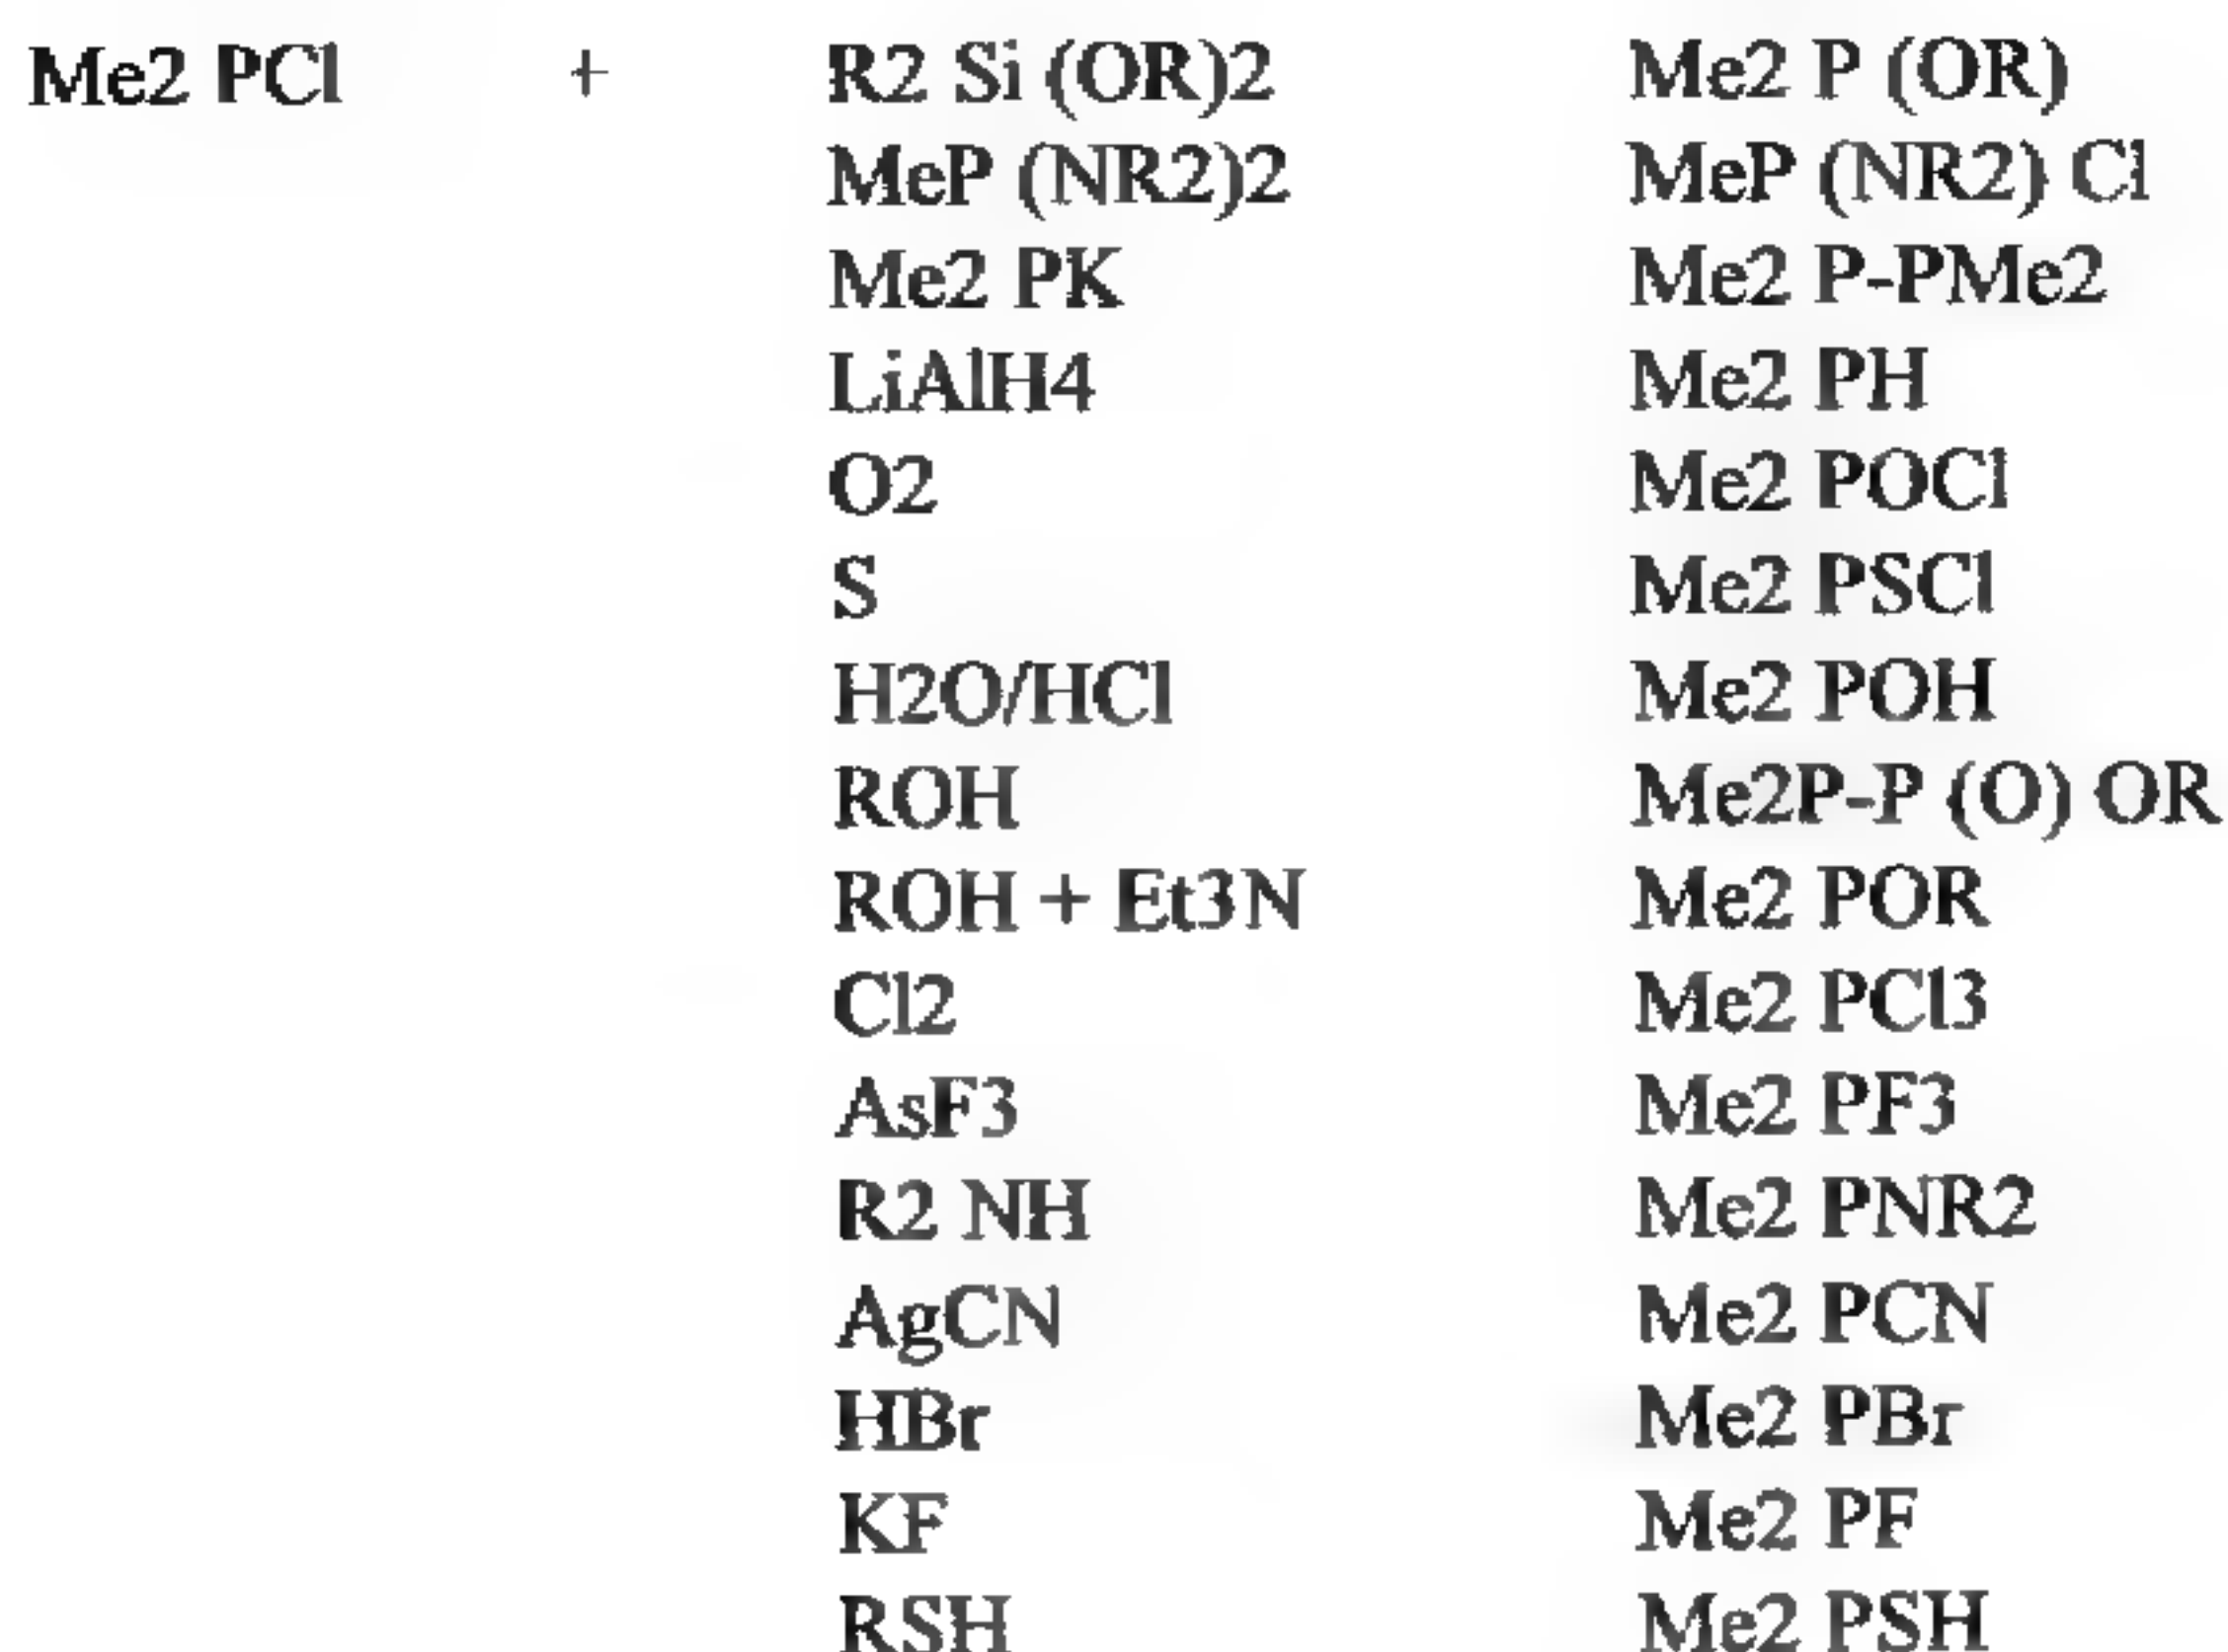 Me2 PCl + R2 Si (OR)2 Me2 P (OR)
MeP (NR2)2 MeP (NR2) Cl
Me2 PK Me2 P-PMe2
LiAlH4 Me2 PH
O2 Me2 POCl
S Me2 PSCl
H2O/HCl Me2 POH
ROH Me2P-P (O) OR
ROH + Et3N Me2 POR
Cl2 Me2 PCl3
AsF3 Me2 PF3
R2 NH Me2 PNR2
AgCN Me2 PCN
HBr Me2 PBr
KF Me2 PF
RSH Me2 PSH